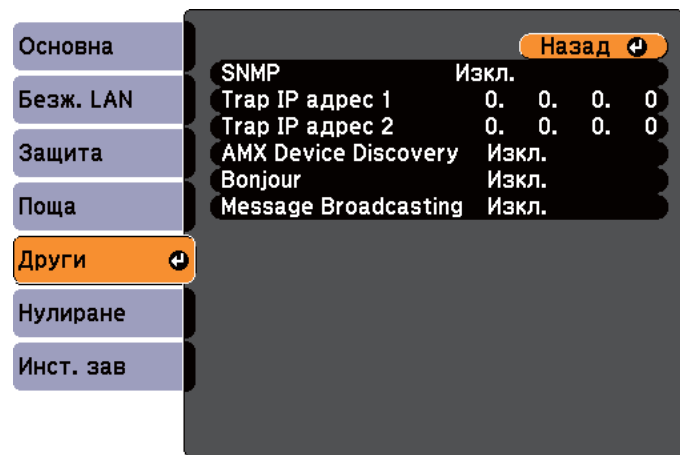 Основна
Безж. LAN
Защита
Поща
Други
Нулиране
Инст. зав
Назад
SNMP Изкл.
Trap IP адрес 1 0. 0. 0. 0
Trap IP адрес 2 0. 0. 0. 0
AMX Device Discovery Изкл.
Bonjour Изкл.
Message Broadcasting Изкл.